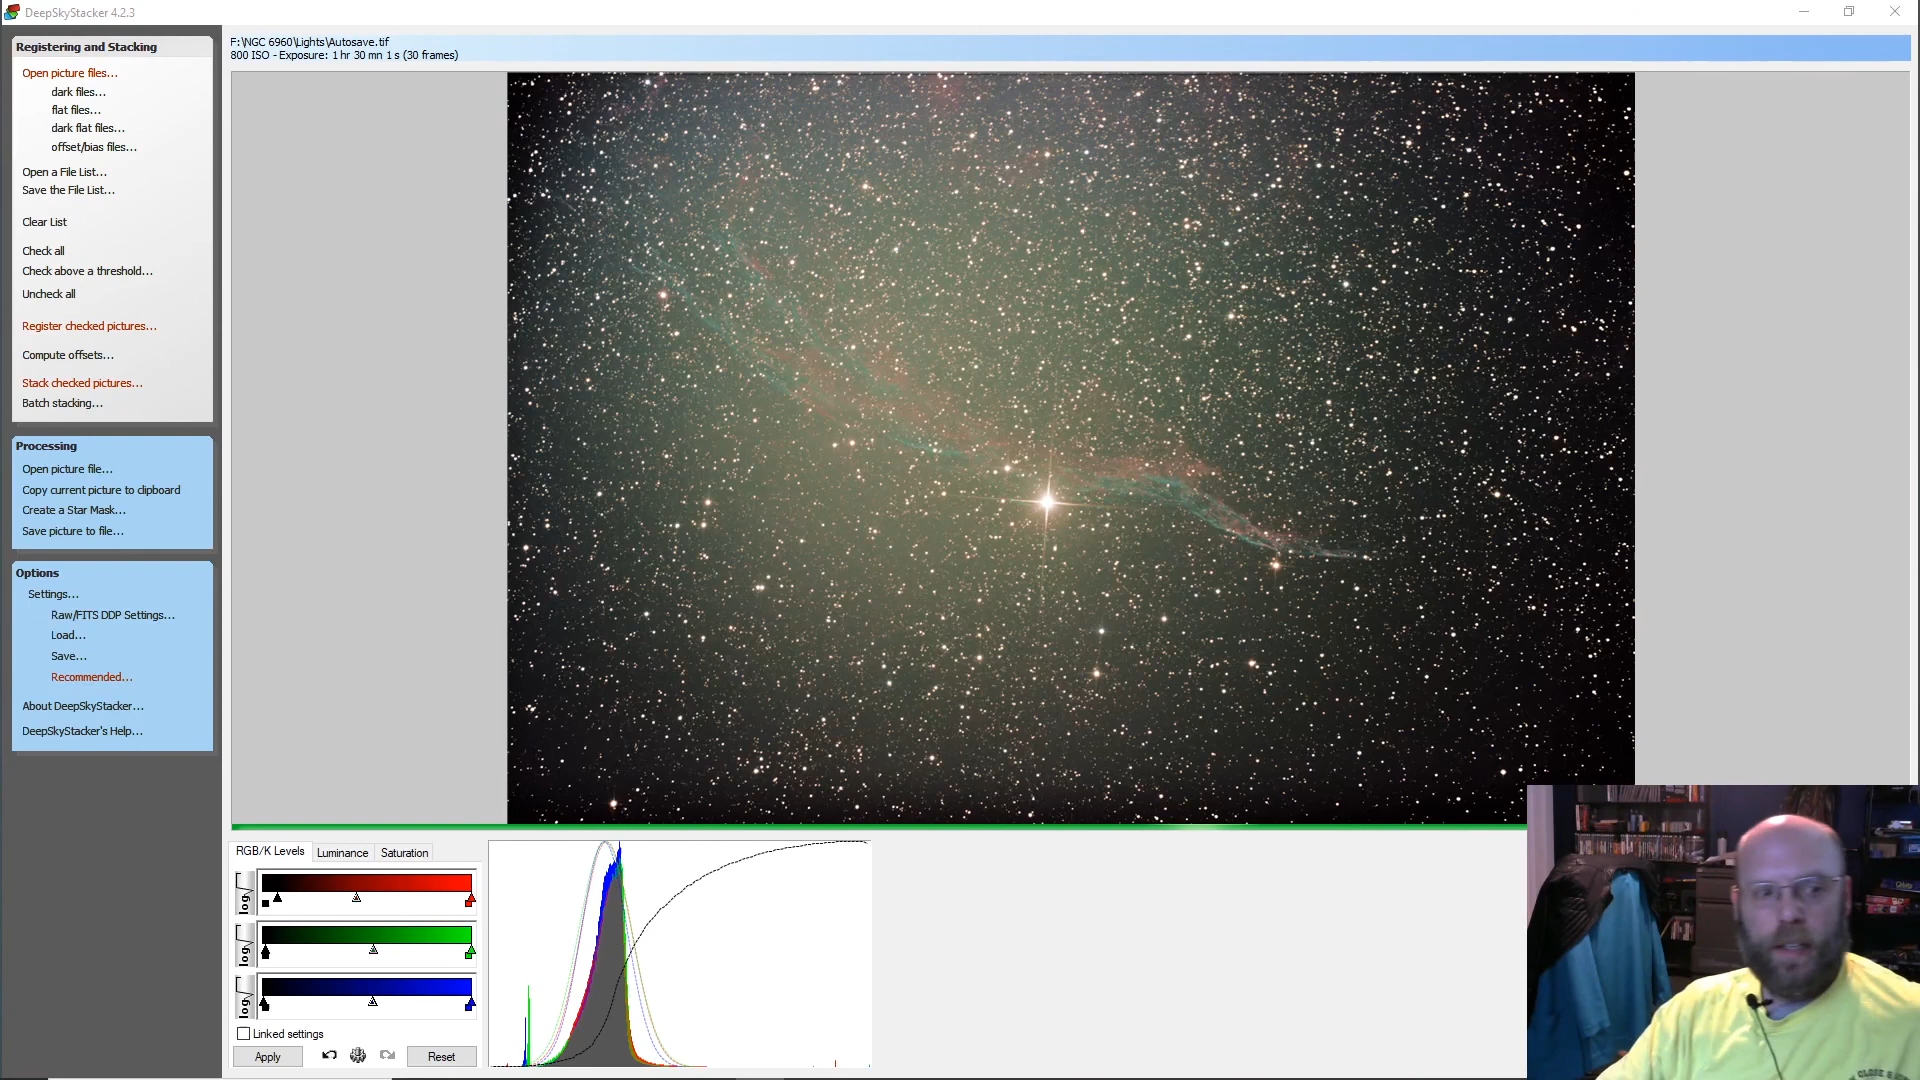 DeepSkyStacker 4.2.3
Registering and Stacking
Open picture files...
dark files...
flat files...
dark flat files...
offset/bias files...
Open a File List...
Save the File List...
Clear List
Check all
Check above a threshold...
Uncheck all
Register checked pictures...
Compute offsets...
Stack checked pictures...
Batch stacking...
Processing
Open picture file...
Copy current picture to clipboard
Create a Star Mask...
Save picture to file...
Options
Settings...
Raw/FITS DDP Settings...
Load...
Save...
Recommended...
About DeepSkyStacker...
DeepSkyStacker's Help...
F:\NGC 6960\Lights\Autosave.tif
800 ISO - Exposure: 1 hr 30 mn 1 s (30 frames)
RGB/K Levels
Luminance
Saturation
log
log
log
Linked settings
Apply
Reset
CLOSE